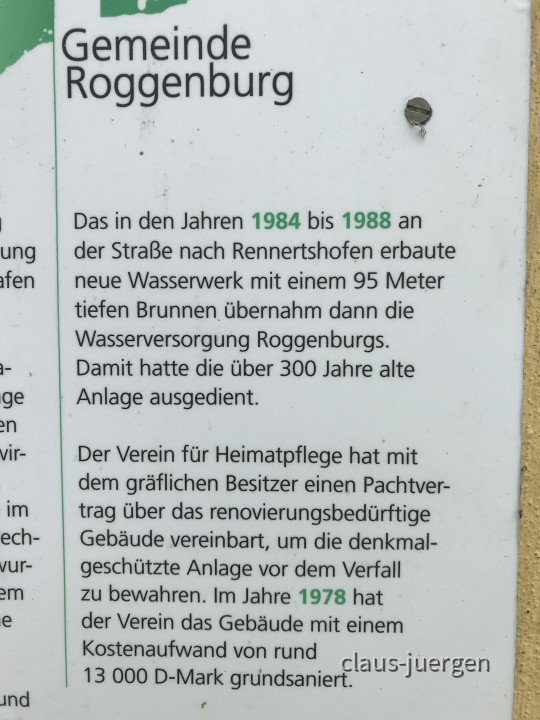 Gemeinde
Roggenburg
Das in den Jahren 1984 bis 1988 an
der Straße nach Rennertshofen erbaute
neue Wasserwerk mit einem 95 Meter
tiefen Brunnen übernahm dann die
Wasserversorgung Roggenburgs.
Damit hatte die über 300 Jahre alte
Anlage ausgedient.
Der Verein für Heimatpflege hat mit
dem gräflichen Besitzer einen Pachtver-
trag über das renovierungsbedürftige
Gebäude vereinbart, um die denkmal-
geschützte Anlage vor dem Verfall
zu bewahren. Im Jahre 1978 hat
der Verein das Gebäude mit einem
Kostenaufwand von rund
13 000 D-Mark grundsaniert.
claus-juergen